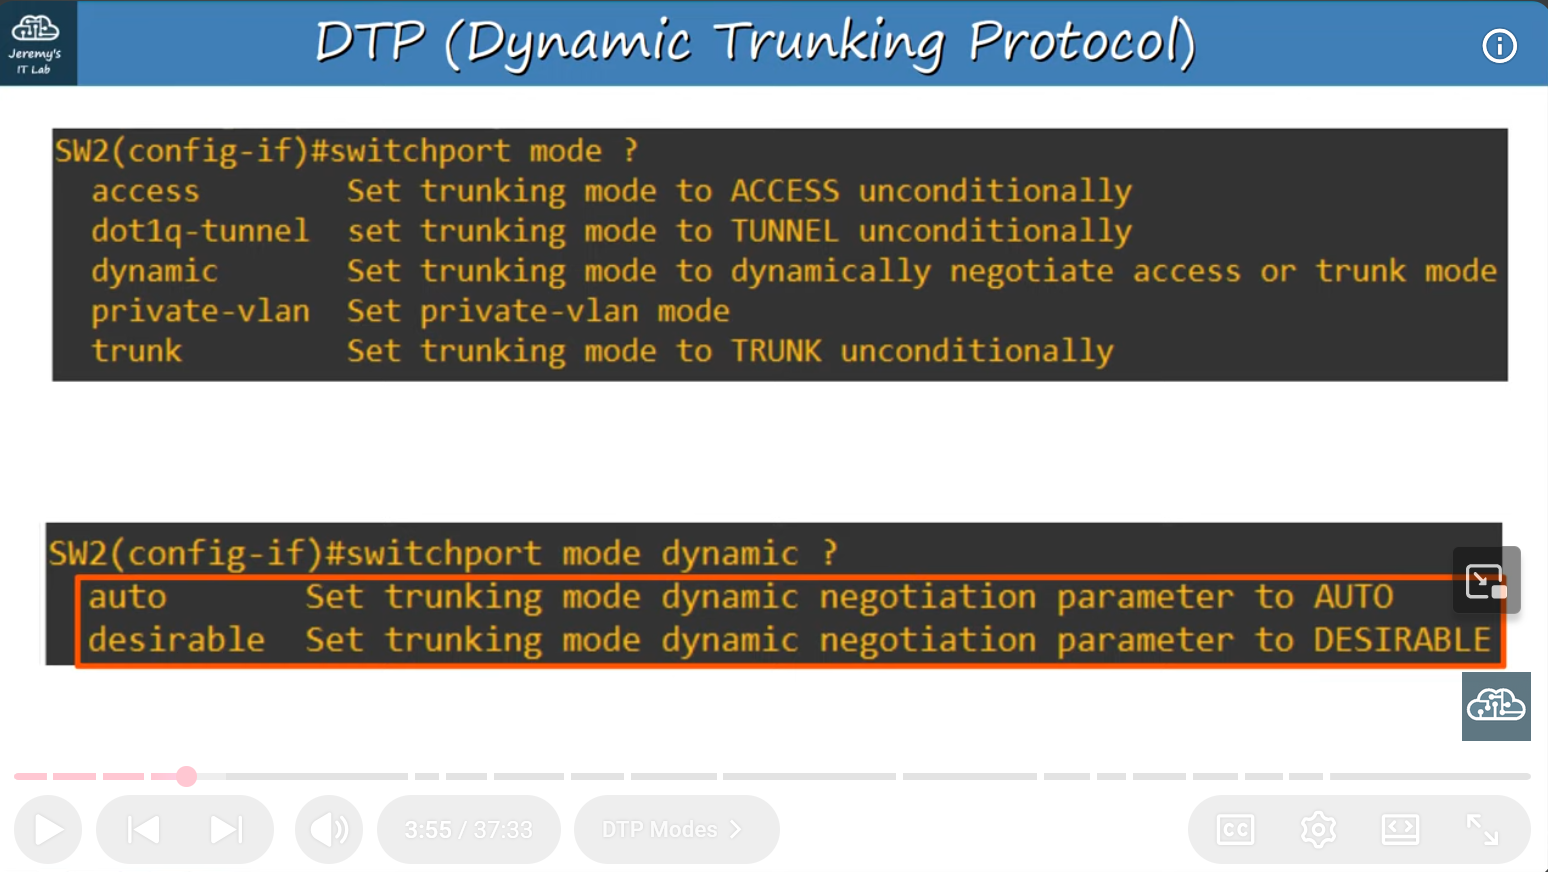 Jeremy's
IT Lab
DTP (Dynamic Trunking Protocol)
SW2(config-if)#switchport mode ?
access Set trunking mode to ACCESS unconditionally
dot1q-tunnel set trunking mode to TUNNEL unconditionally
dynamic Set trunking mode to dynamically negotiate access or trunk mode
private-vlan Set private-vlan mode
trunk Set trunking mode to TRUNK unconditionally
SW2(config-if)#switchport mode dynamic ?
auto Set trunking mode dynamic negotiation parameter to AUTO
desirable Set trunking mode dynamic negotiation parameter to DESIRABLE
3:55 / 37:33 DTP Modes CC